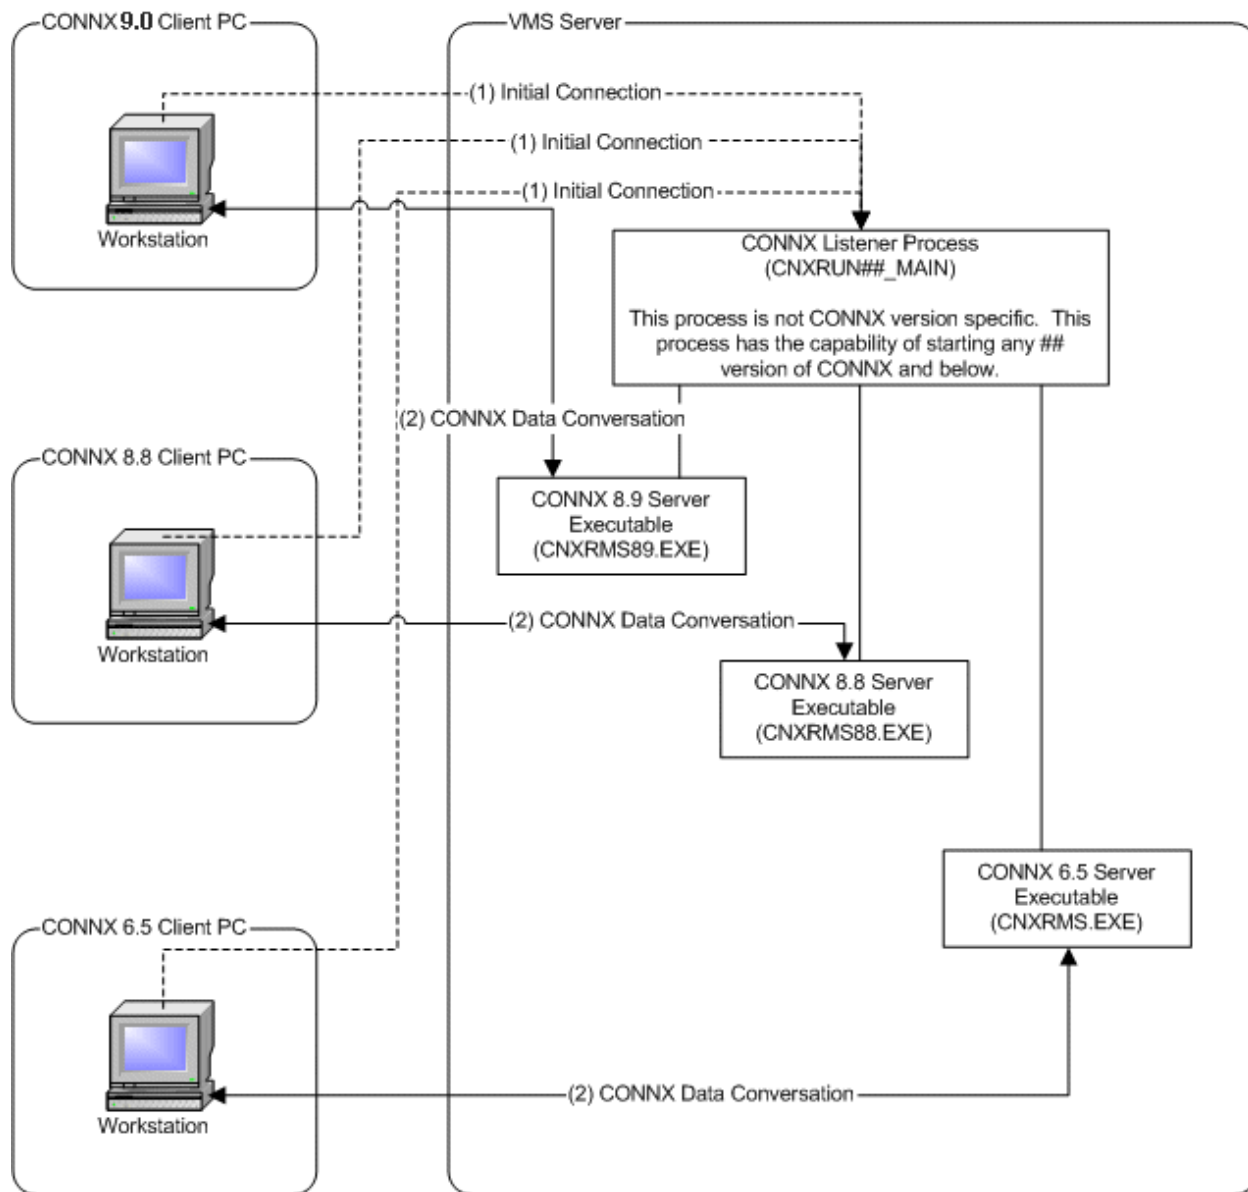 CONNX 9.0 Client PC
VMS Server
(1) Initial Connection
(1) Initial Connection
(1) Initial Connection
Workstation
CONNX Listener Process
(CNXRUN##_MAIN)
This process is not CONNX version specific. This
process has the capability of starting any ##
version of CONNX and below.
(2) CONNX Data Conversation
CONNX 8.8 Client PC
CONNX 8.9 Server
Executable
(CNXRMS89.EXE)
(2) CONNX Data Conversation
Workstation
CONNX 8.8 Server
Executable
(CNXRMS88.EXE)
CONNX 6.5 Server
Executable
(CNXRMS.EXE)
CONNX 6.5 Client PC
(2) CONNX Data Conversation
Workstation